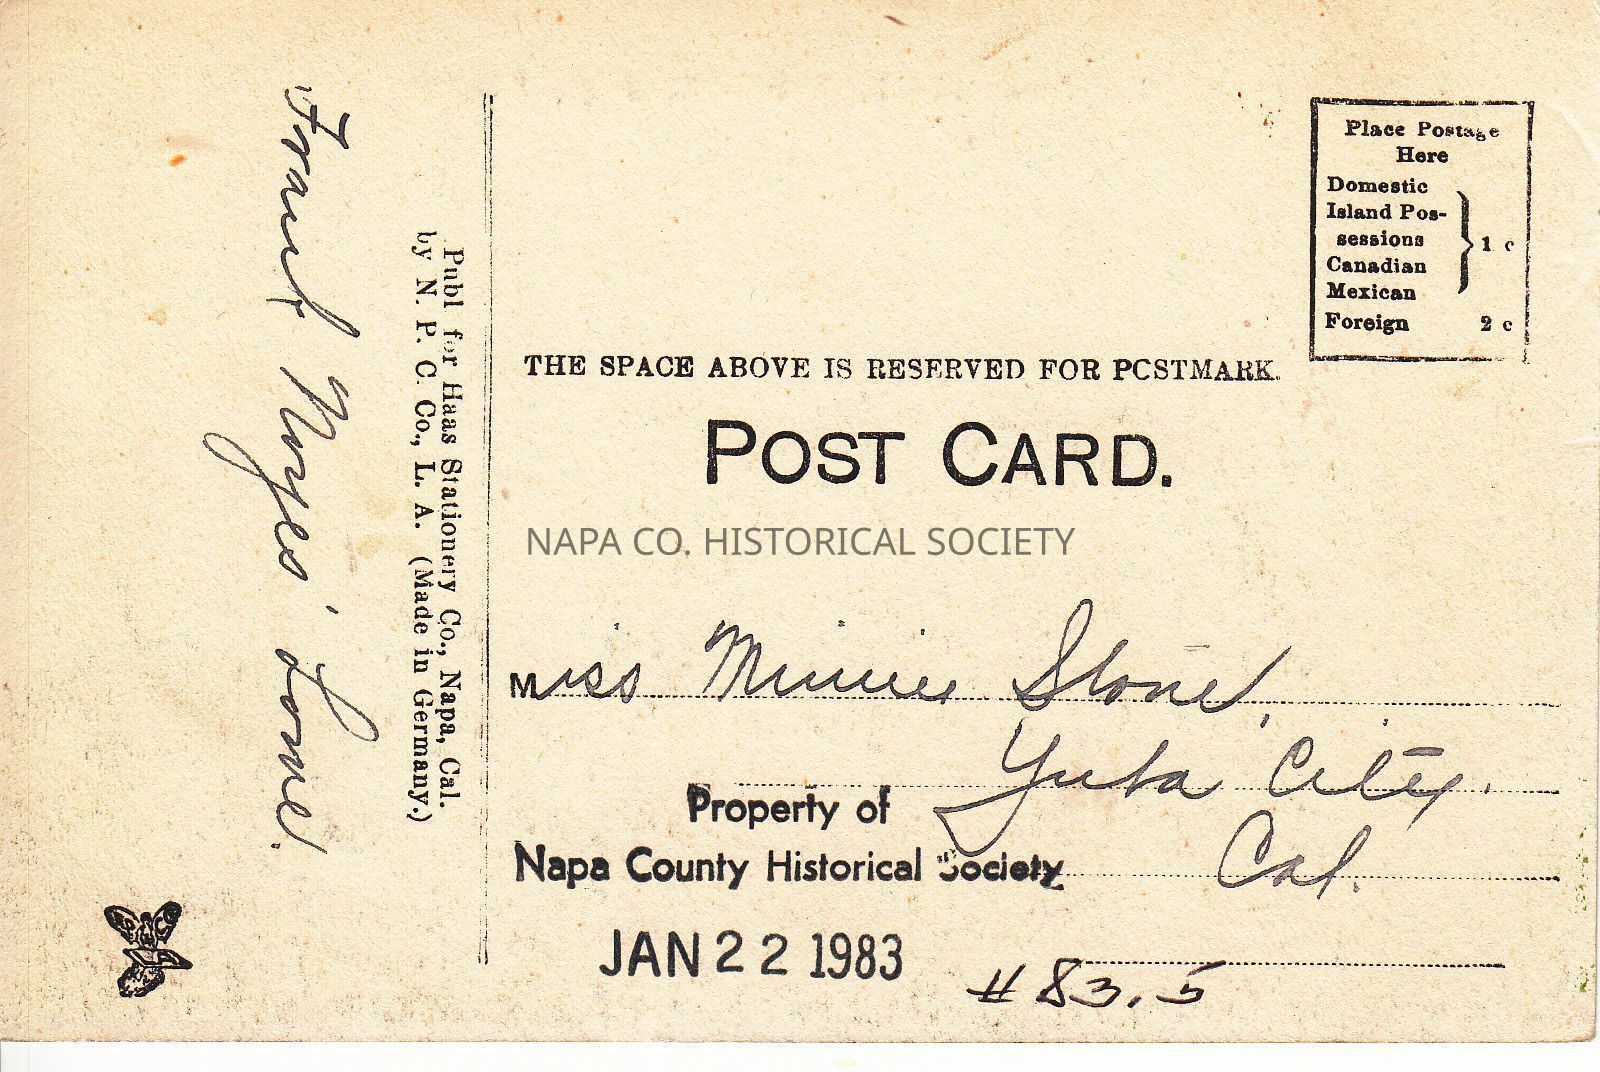 Frank Noyes' Home.
Publ for Haas Stationery Co., Napa, Cal.
by N. P. C. Co., L. A. (Made in Germany.)
Place Postage
Here
Domestic
Island Pos-
sessions
Canadian
Mexican
1 c
Foreign 2 c
THE SPACE ABOVE IS RESERVED FOR POSTMARK.
POST CARD.
NAPA CO. HISTORICAL SOCIETY
Miss Minnie Stone,
Yuba City,
Cal.
Property of
Napa County Historical Society
JAN 22 1983
# 83.5